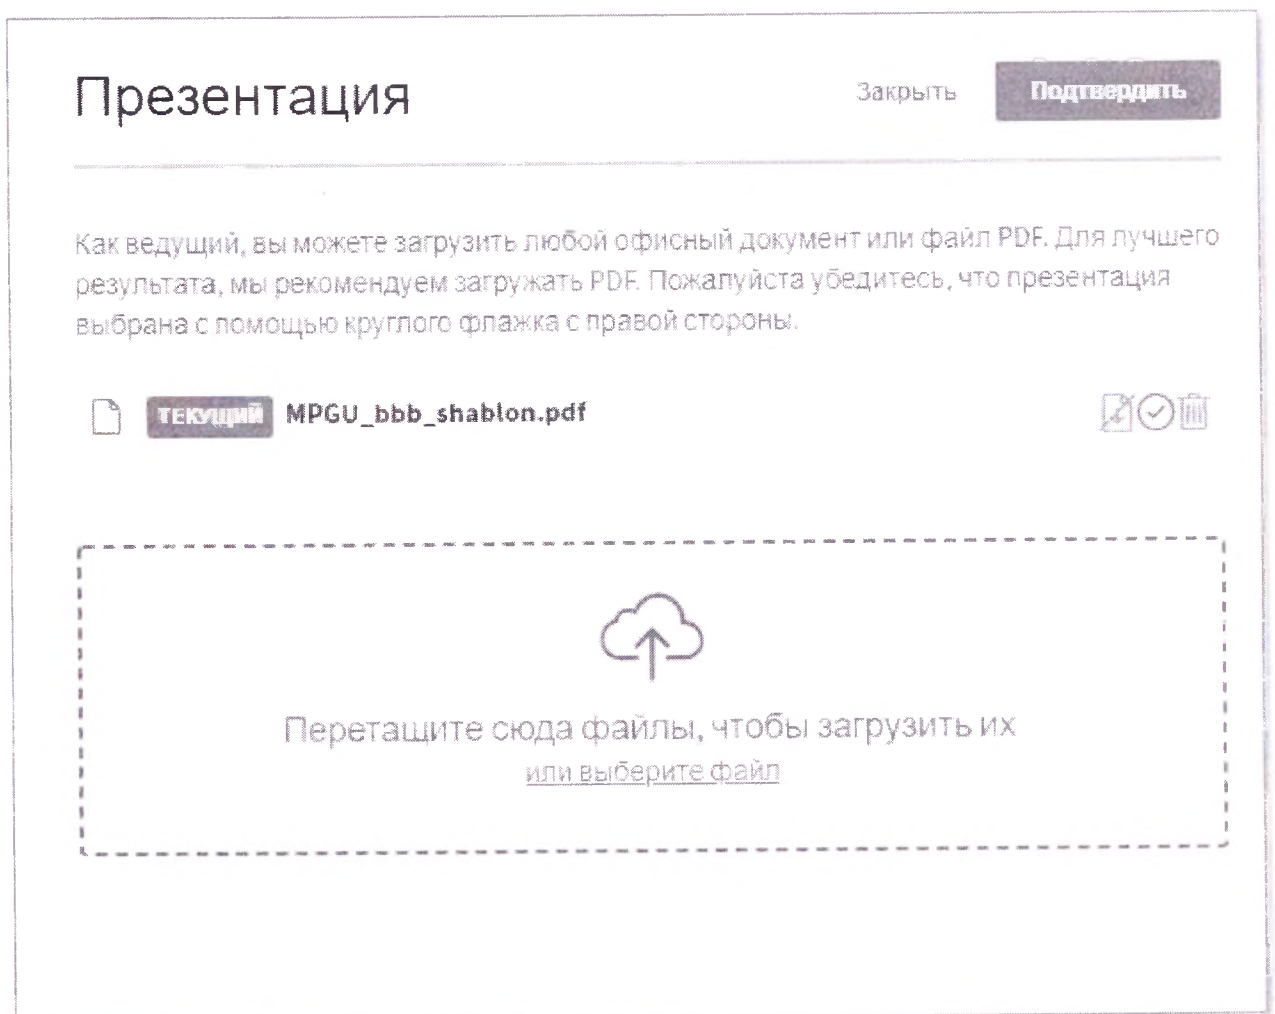 Презентация
Закрыть
Подтвердить
Как ведущий, вы можете загрузить любой офисный документ или файл PDF. Для лучшего
результата, мы рекомендуем загружать PDF. Пожалуйста убедитесь, что презентация
выбрана с помощью круглого флажка с правой стороны.
ТЕКУЩИЙ MPGU_bbb_shablon.pdf
Перетащите сюда файлы, чтобы загрузить их
или выберите файл